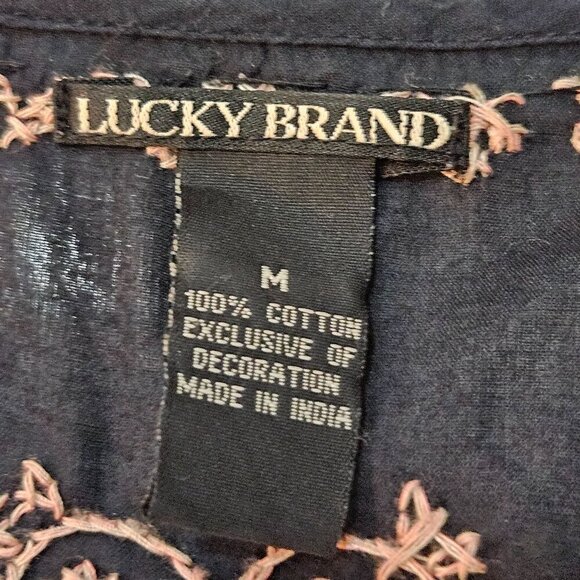 LUCKY BRAND
M
100% COTTON
EXCLUSIVE OF
DECORATION
MADE IN INDIA